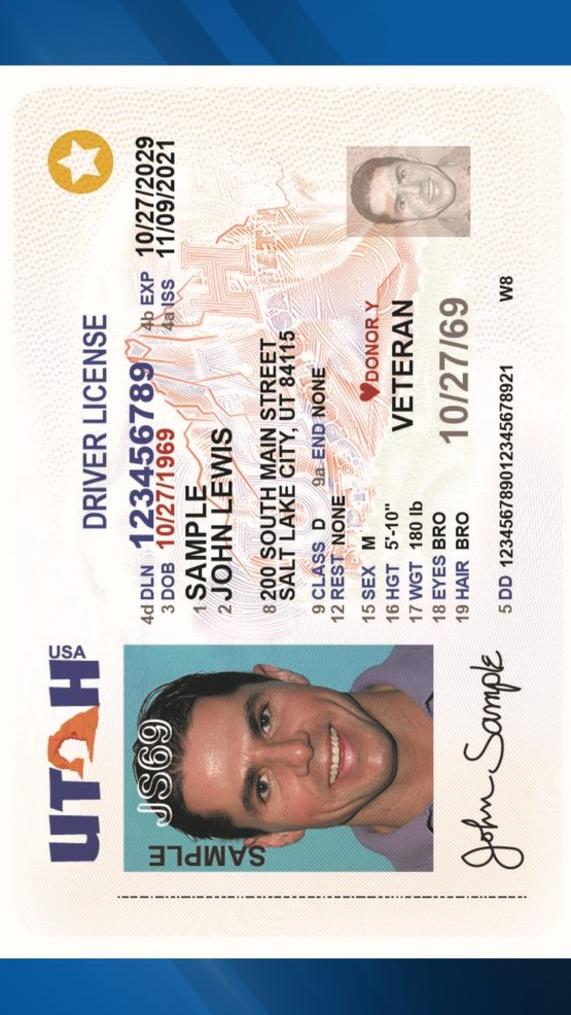 UTAH
USA
DRIVER LICENSE
4d DLN 123456789
4b EXP 10/27/2029
3 DOB 10/27/1969
4a ISS 11/09/2021
1 SAMPLE
2 JOHN LEWIS
8 200 SOUTH MAIN STREET
SALT LAKE CITY, UT 84115
9 CLASS D 9a END NONE
12 REST NONE
15 SEX M
DONOR Y
16 HGT 5'-10"
VETERAN
17 WGT 180 lb
18 EYES BRO
10/27/69
19 HAIR BRO
5 DD 123456789012345678921 W8
JS69
SAMPLE
John Sample